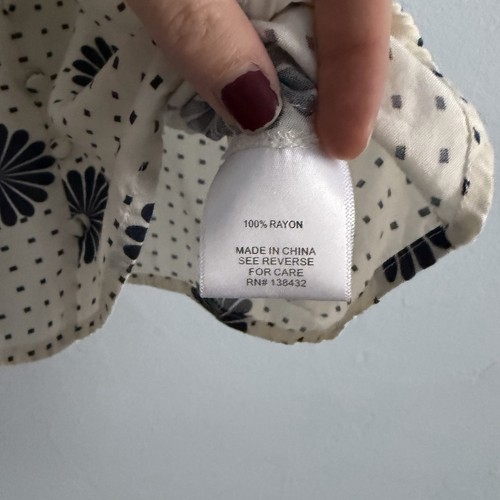 100% RAYON
MADE IN CHINA
SEE REVERSE
FOR CARE
RN# 138432